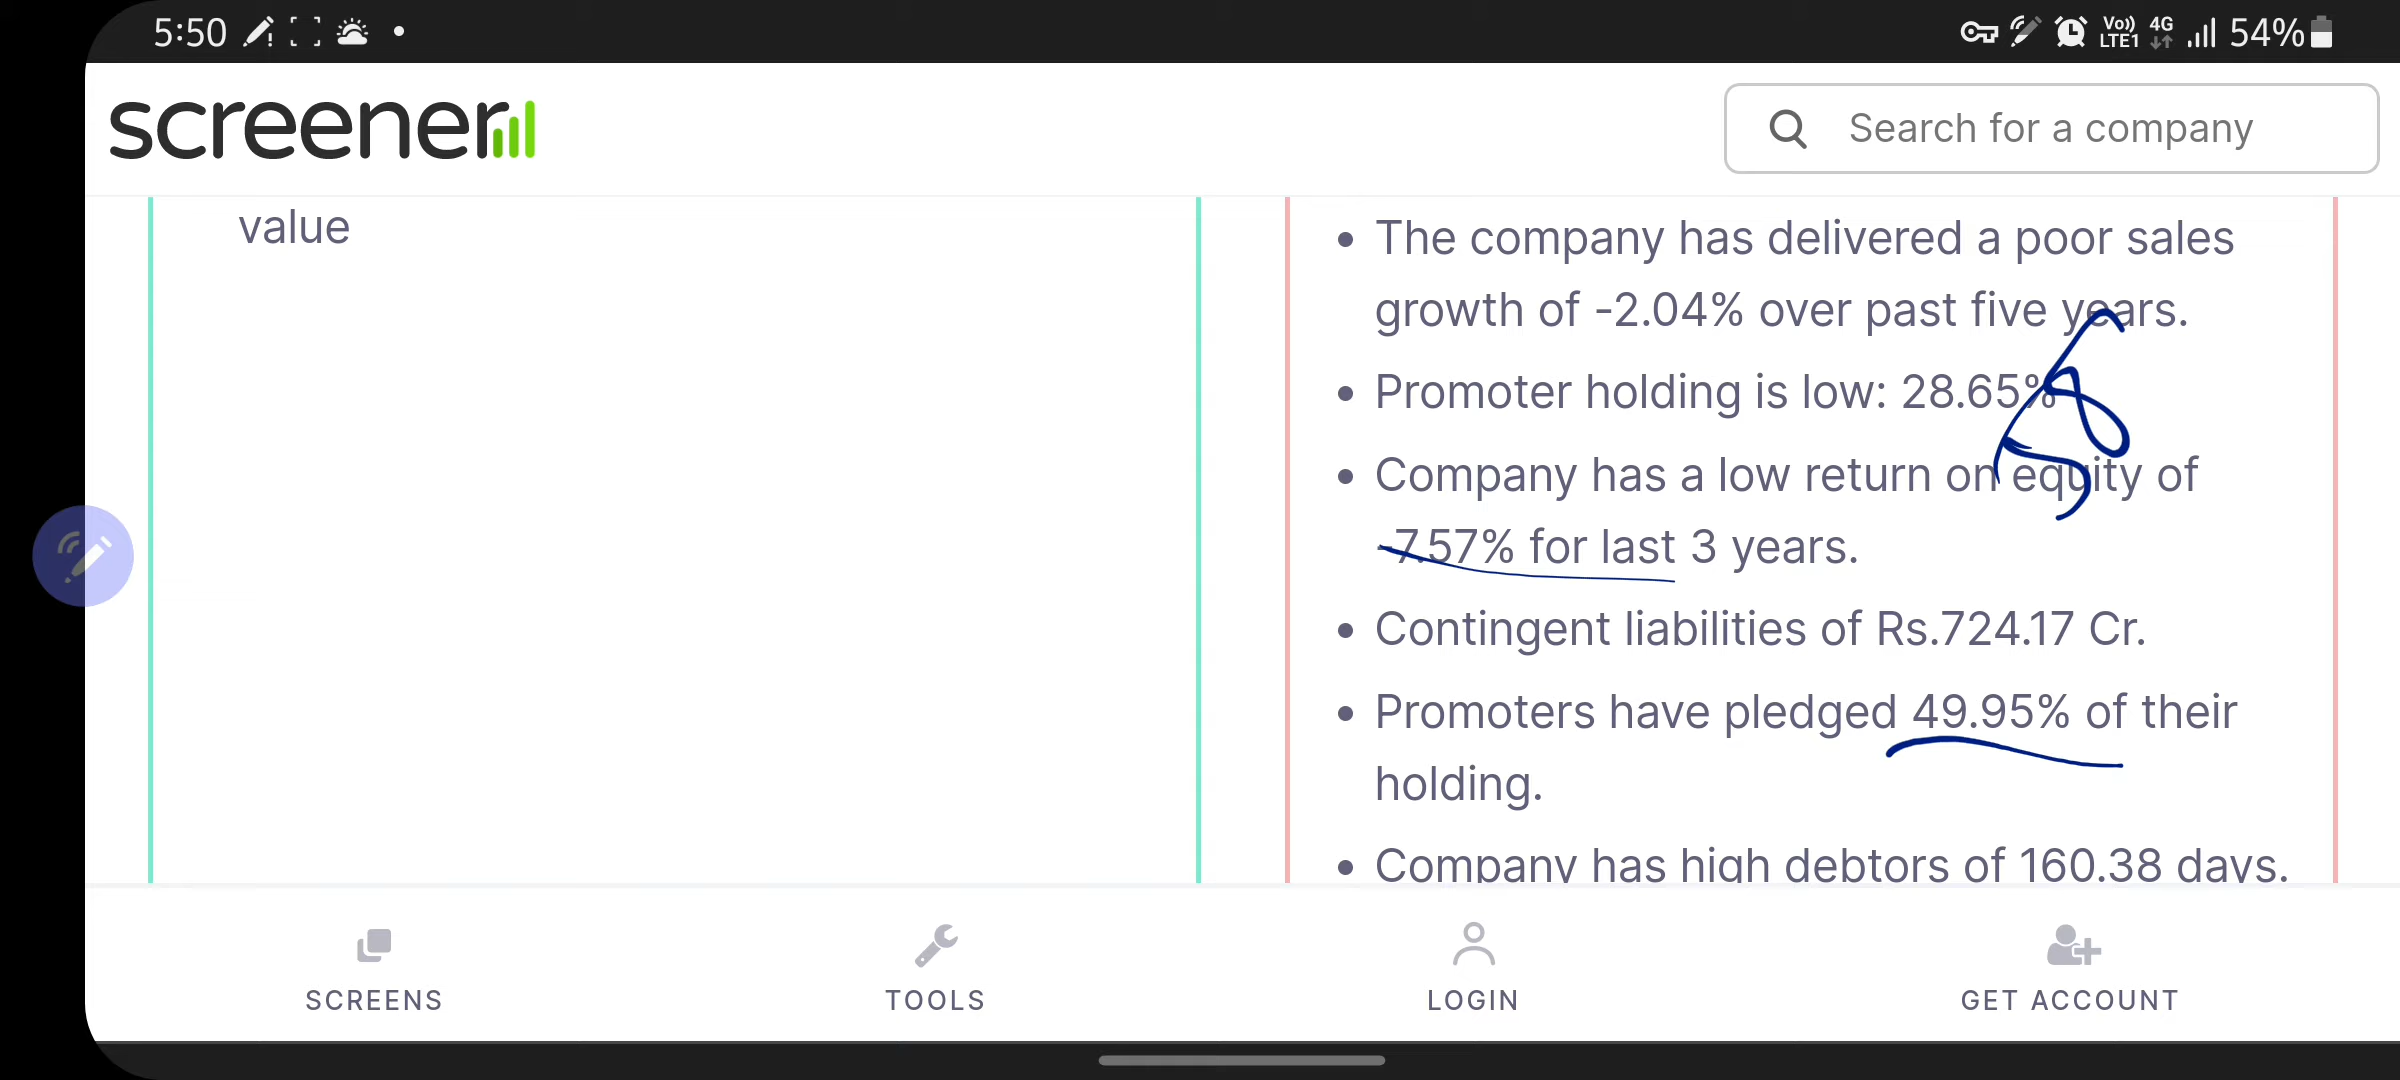 5:50
Vo)) LTE1 4G 54%
screener
Search for a company
value
The company has delivered a poor sales
growth of -2.04% over past five years.
Promoter holding is low: 28.65%
Company has a low return on equity of
-7.57% for last 3 years.
Contingent liabilities of Rs.724.17 Cr.
Promoters have pledged 49.95% of their
holding.
Company has high debtors of 160.38 days.
SCREENS
TOOLS
LOGIN
GET ACCOUNT